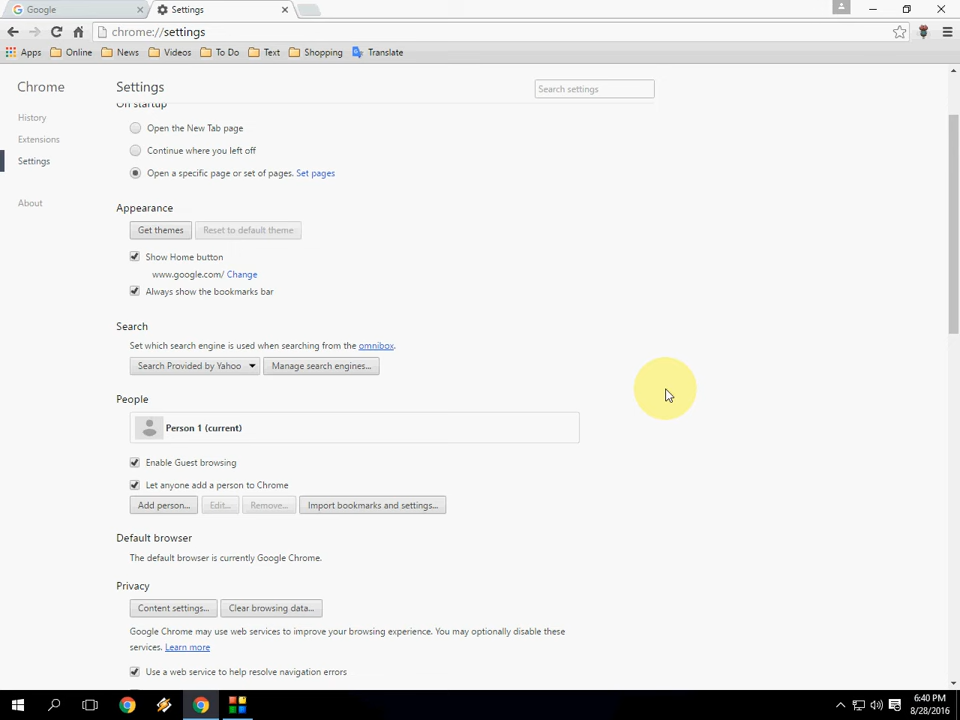 Google
Settings
chrome://settings
Apps Online News Videos To Do Text Shopping Translate
Chrome
Settings
Search settings
History
Extensions
Settings
About
On startup
Open the New Tab page
Continue where you left off
Open a specific page or set of pages. Set pages
Appearance
Get themes Reset to default theme
Show Home button
www.google.com/ Change
Always show the bookmarks bar
Search
Set which search engine is used when searching from the omnibox.
Search Provided by Yahoo Manage search engines...
People
Person 1 (current)
Enable Guest browsing
Let anyone add a person to Chrome
Add person... Edit... Remove... Import bookmarks and settings...
Default browser
The default browser is currently Google Chrome.
Privacy
Content settings... Clear browsing data...
Google Chrome may use web services to improve your browsing experience. You may optionally disable these
services. Learn more
Use a web service to help resolve navigation errors
6:40 PM
8/28/2016